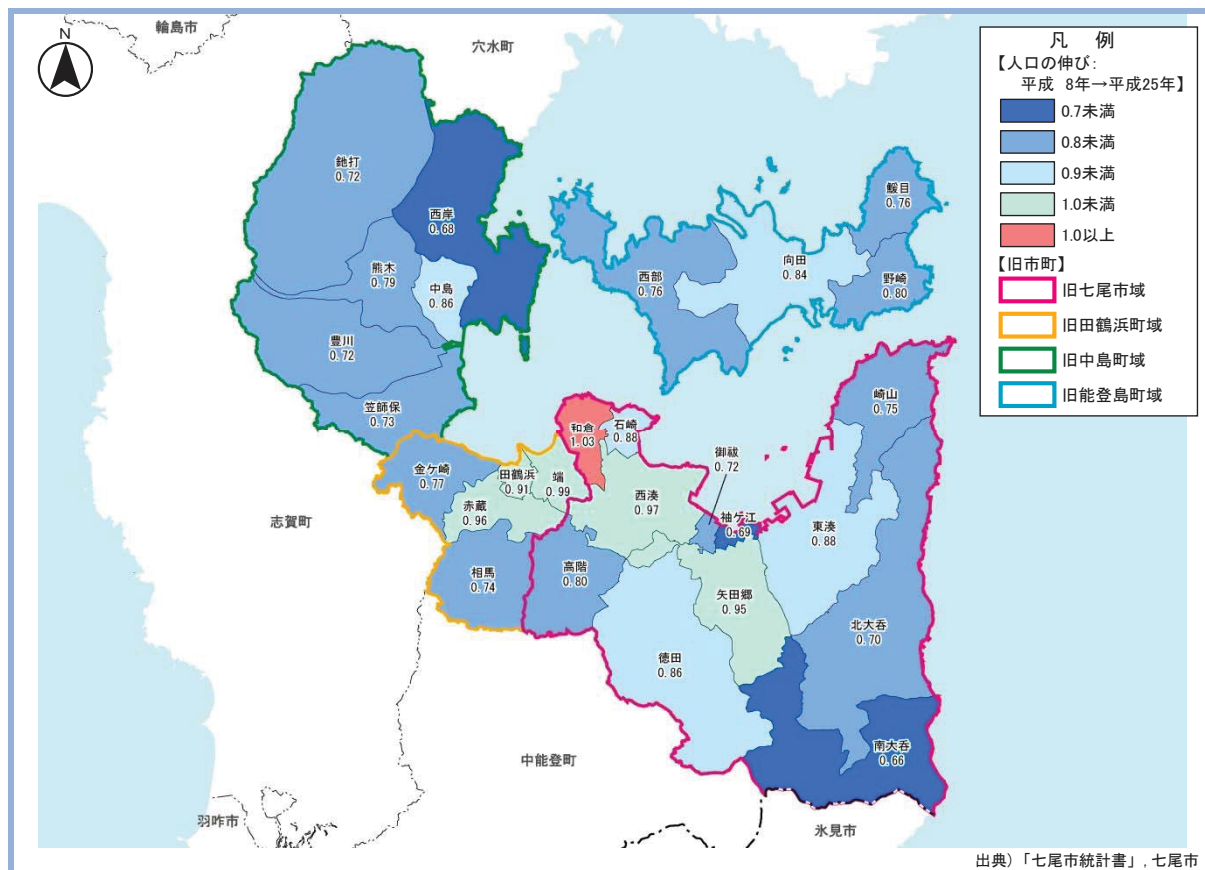 輪島市
穴水町
N
凡　例
【人口の伸び:
平成　8年→平成25年】
0.7未満
0.8未満
0.9未満
1.0未満
1.0以上
【旧市町】
旧七尾市域
旧田鶴浜町域
旧中島町域
旧能登島町域
釶打
0.72
西岸
0.68
熊木
0.79
中島
0.86
豊川
0.72
笠師保
0.73
西部
0.76
向田
0.84
鰀目
0.76
野崎
0.80
崎山
0.75
和倉
1.03
石崎
0.88
御祓
0.72
金ケ崎
0.77
田鶴浜
0.91
端
0.99
赤蔵
0.96
西湊
0.97
袖ケ江
0.69
東湊
0.88
志賀町
相馬
0.74
高階
0.80
矢田郷
0.95
北大呑
0.70
徳田
0.86
南大呑
0.66
中能登町
羽咋市
氷見市
出典）「七尾市統計書」, 七尾市